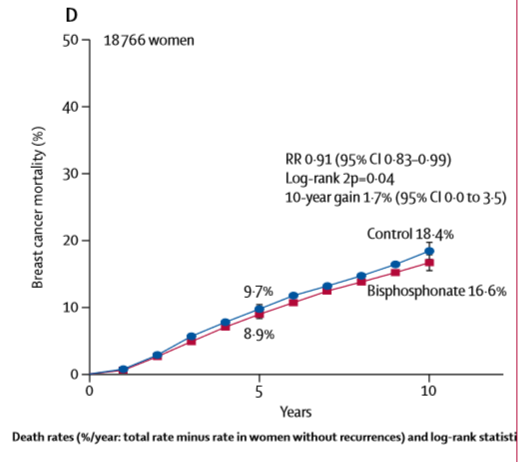 D
50
18766 women
40
Breast cancer mortality (%)
30
RR 0·91 (95% CI 0·83–0·99)
Log-rank 2p=0·04
10-year gain 1·7% (95% CI 0·0 to 3·5)
20
Control 18·4%
9·7%
Bisphosphonate 16·6%
10
8·9%
0
0
5
10
Years
Death rates (%/year: total rate minus rate in women without recurrences) and log-rank statisti